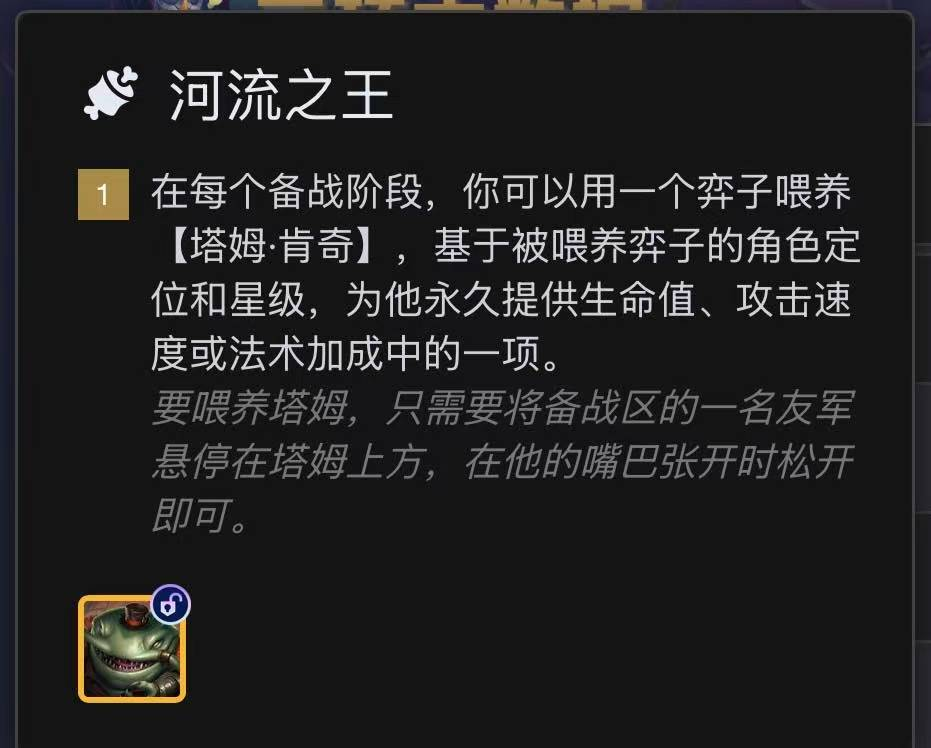 河流之王
1
在每个备战阶段，你可以用一个弈子喂养
【塔姆·肯奇】，基于被喂养弈子的角色定
位和星级，为他永久提供生命值、攻击速
度或法术加成中的一项。
要喂养塔姆，只需要将备战区的一名友军
悬停在塔姆上方，在他的嘴巴张开时松开
即可。